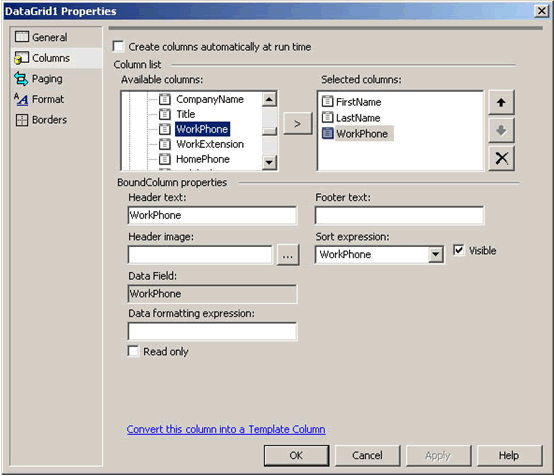 DataGrid1 Properties
General
Columns
Paging
Format
Borders
Create columns automatically at run time
Column list
Available columns:
CompanyName
Title
WorkPhone
WorkExtension
HomePhone
>
Selected columns:
FirstName
LastName
WorkPhone
BoundColumn properties
Header text:
Footer text:
WorkPhone
Header image:
Sort expression:
...
WorkPhone
Visible
Data Field:
WorkPhone
Data formatting expression:
Read only
Convert this column into a Template Column
OK
Cancel
Apply
Help